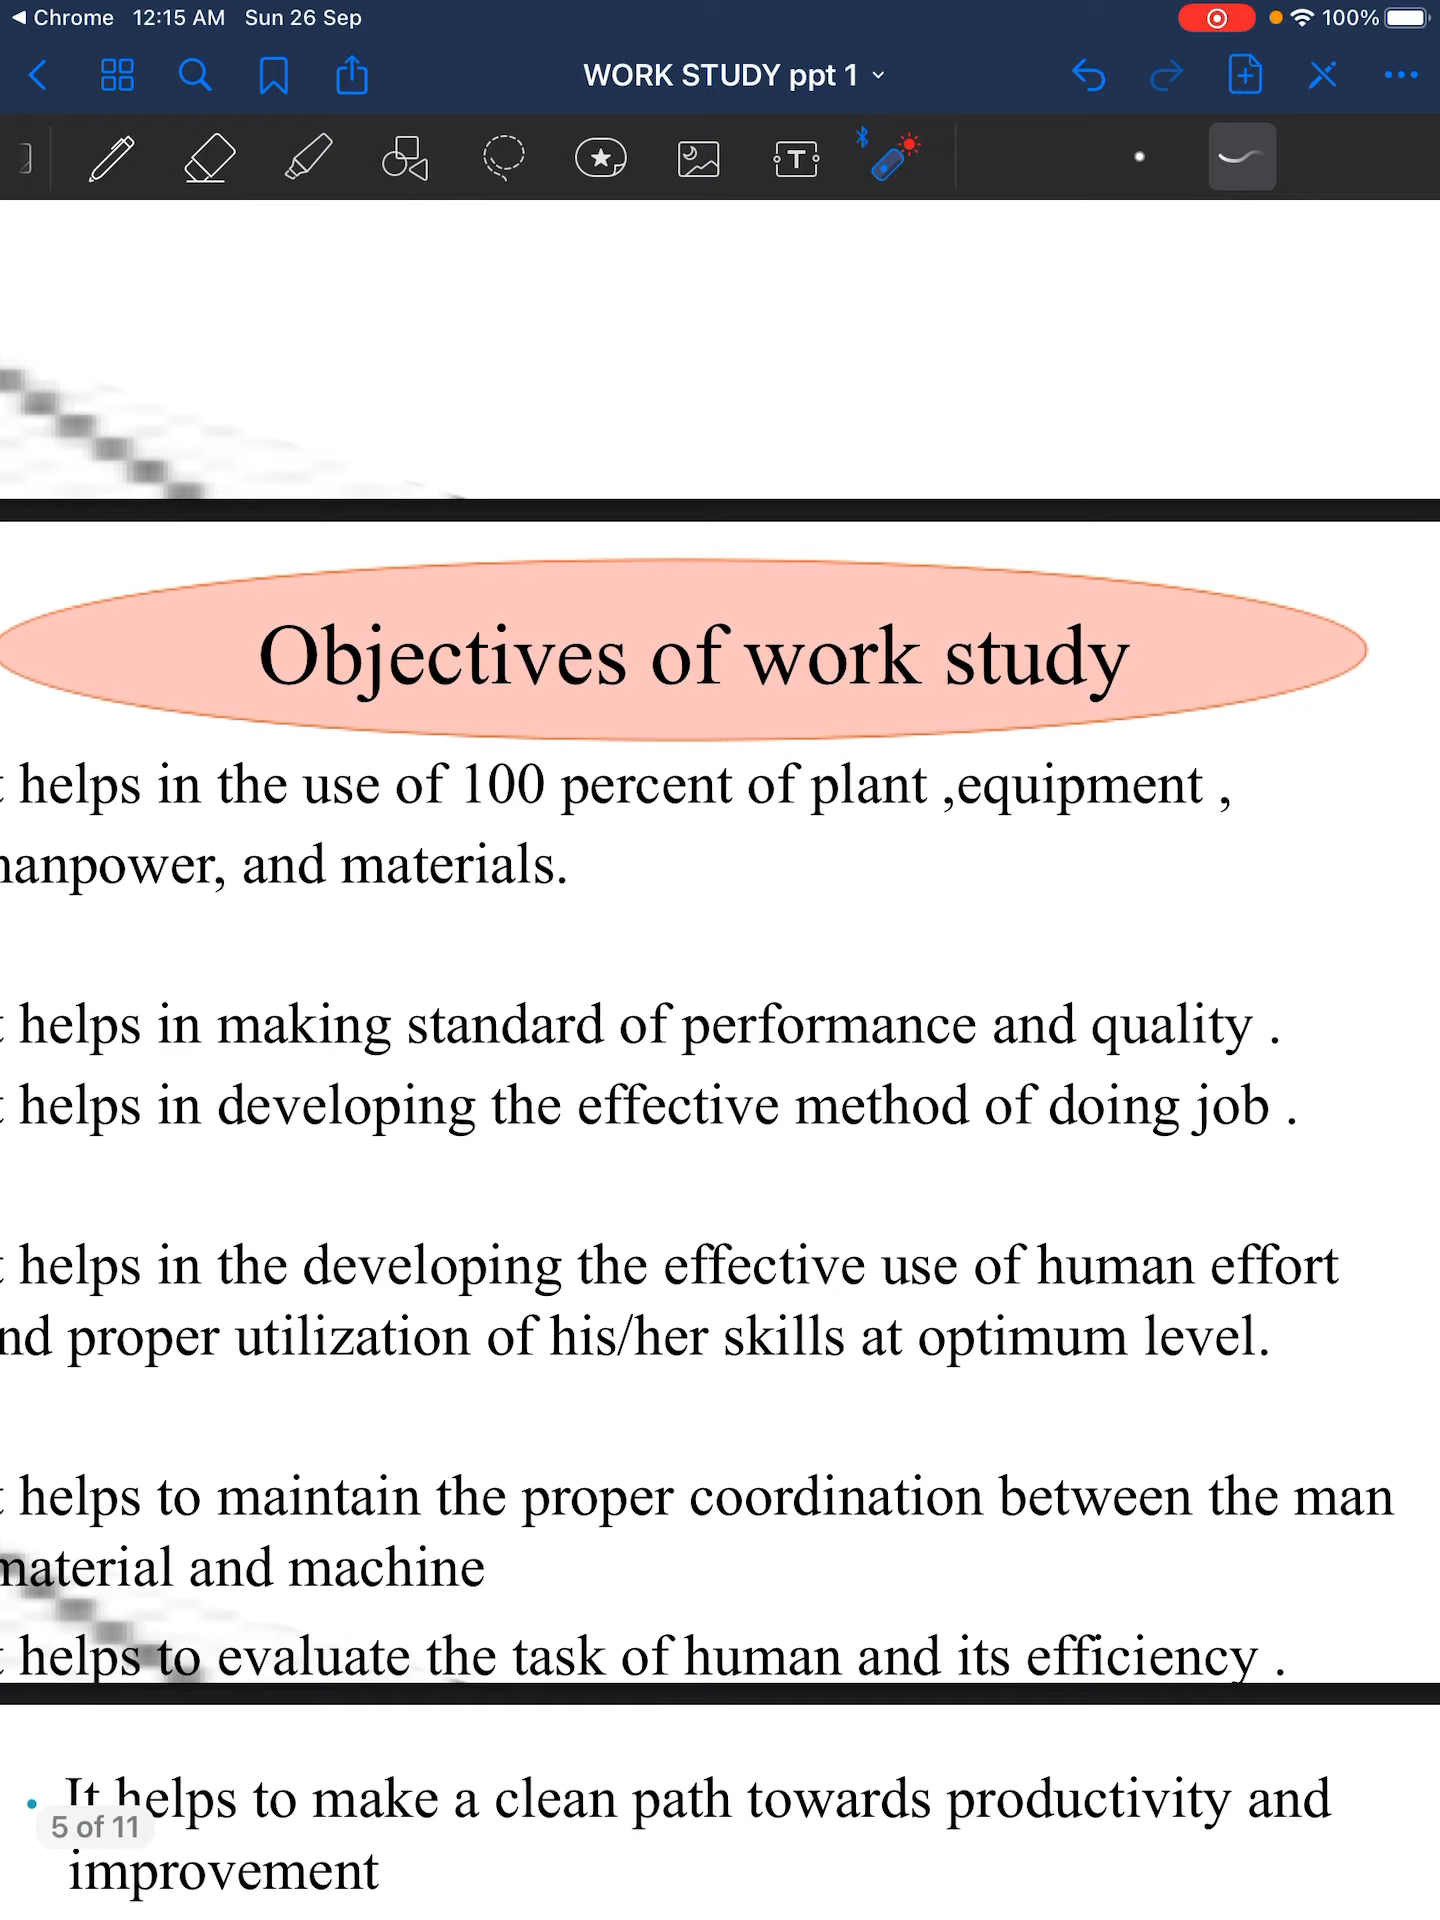 Chrome 12:15 AM Sun 26 Sep 100%
WORK STUDY ppt 1
T
Objectives of work study
helps in the use of 100 percent of plant ,equipment ,
anpower, and materials.
helps in making standard of performance and quality .
helps in developing the effective method of doing job .
helps in the developing the effective use of human effort
nd proper utilization of his/her skills at optimum level.
helps to maintain the proper coordination between the man
material and machine
helps to evaluate the task of human and its efficiency .
• It helps to make a clean path towards productivity and
5 of 11
improvement